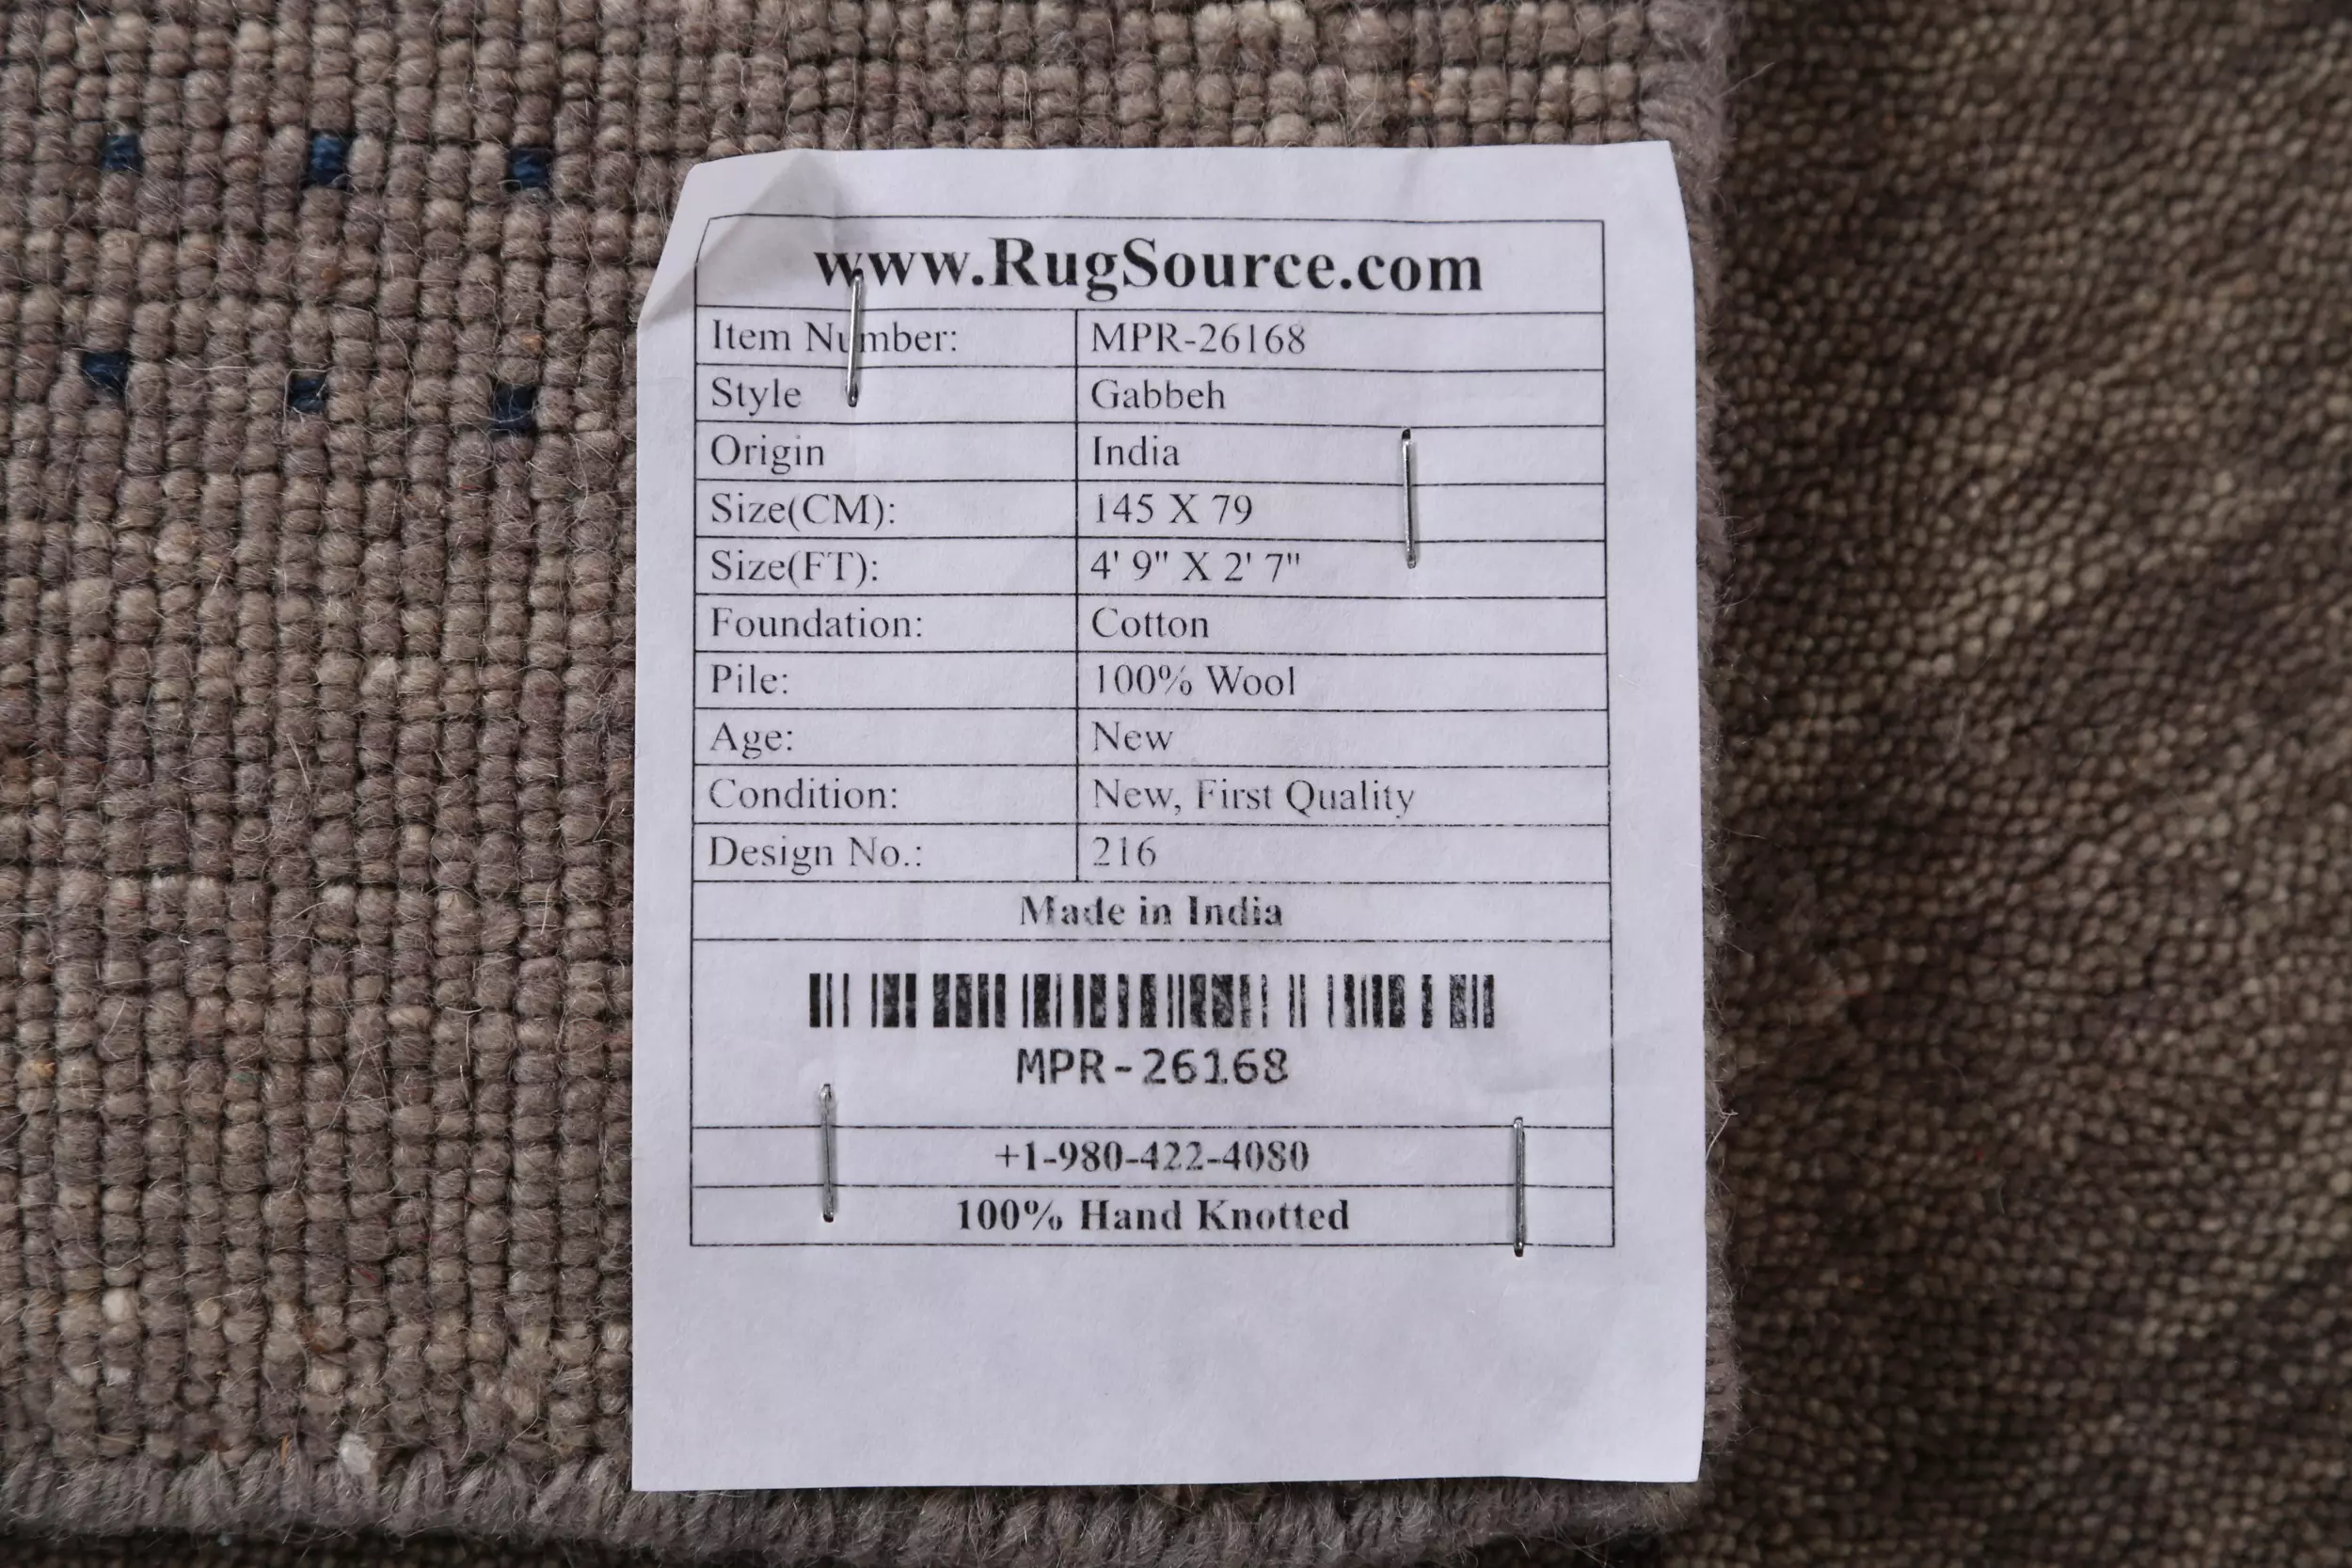 www.RugSource.com
Item Number: MPR-26168
Style Gabbeh
Origin India
Size(CM): 145 X 79
Size(FT): 4' 9" X 2' 7"
Foundation: Cotton
Pile: 100% Wool
Age: New
Condition: New, First Quality
Design No.: 216
Made in India
MPR-26168
+1-980-422-4080
100% Hand Knotted